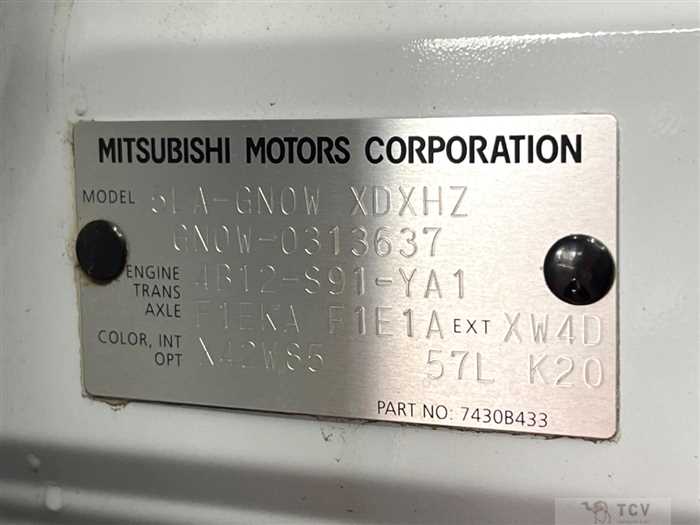 MITSUBISHI MOTORS CORPORATION
MODEL 5LA-GN0W XDXHZ
GN0W-0313637
ENGINE 4B12-S91-YA1
TRANS
AXLE F1EKA F1E1A EXT XW4D
COLOR, INT
OPT X42W85 57L K20
PART NO: 7430B433
TCV